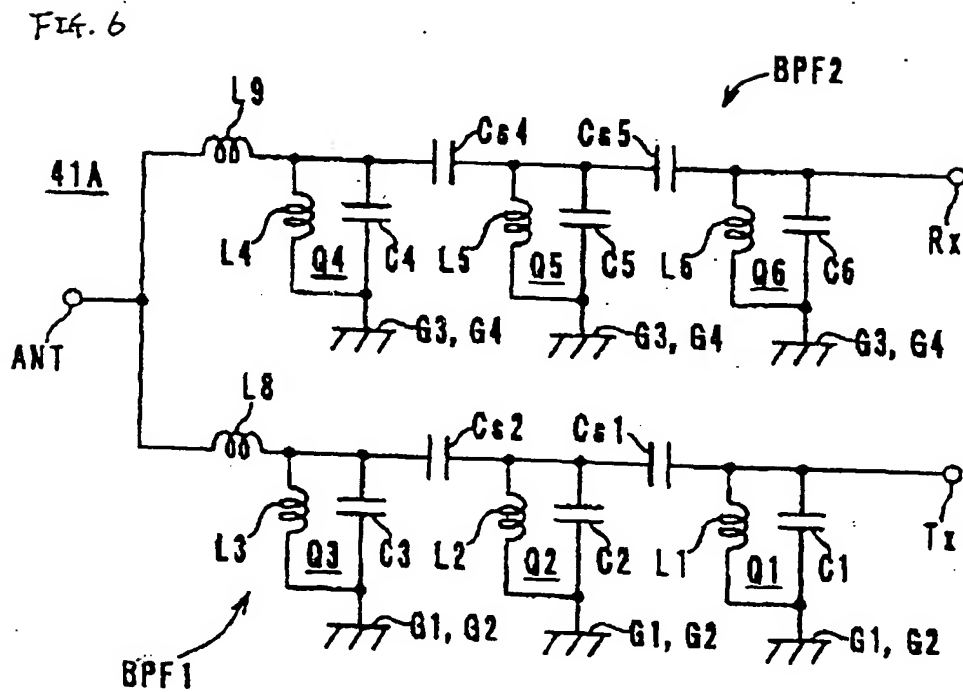 FIG. 6
BPF2
L9
Cs4
Cs5
41A
L4
Q4
C4
L5
Q5
C5
L6
Q6
C6
Rx
ANT
G3, G4
G3, G4
G3, G4
L8
Cs2
Cs1
L3
Q3
C3
L2
Q2
C2
L1
Q1
C1
Tx
G1, G2
G1, G2
G1, G2
BPF1